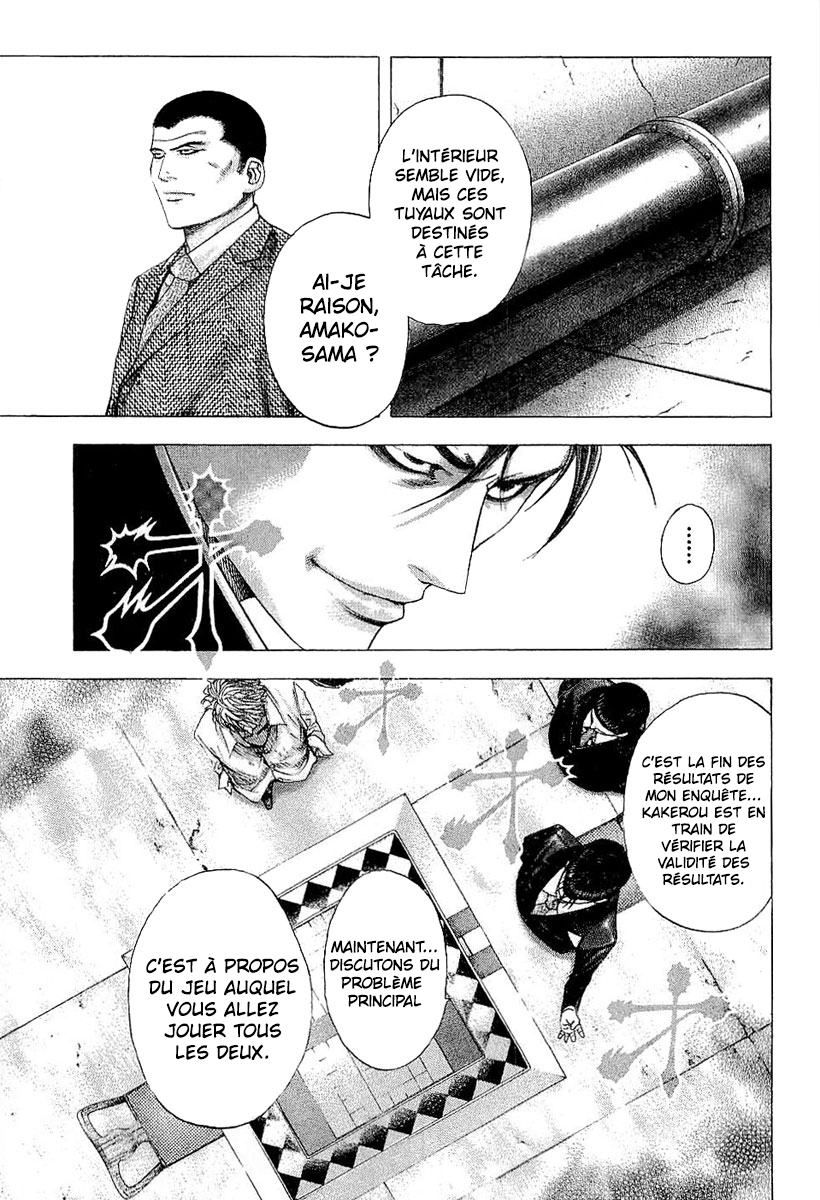 L'INTÉRIEUR
SEMBLE VIDE,
MAIS CES
TUYAUX SONT
DESTINÉS
À CETTE
TÂCHE.
AI-JE
RAISON,
AMAKO-
SAMA ?
......
C'EST LA FIN DES
RÉSULTATS DE
MON ENQUÊTE...
KAKEROU EST EN
TRAIN DE
VÉRIFIER LA
VALIDITÉ DES
RÉSULTATS.
MAINTENANT...
DISCUTONS DU
PROBLÈME
PRINCIPAL
C'EST À PROPOS
DU JEU AUQUEL
VOUS ALLEZ
JOUER TOUS
LES DEUX.